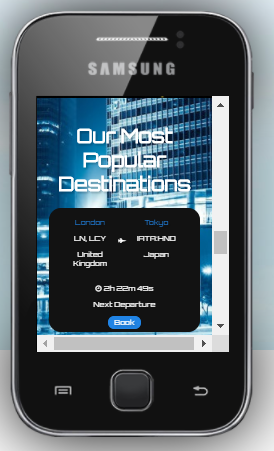 SAMSUNG
Our Most
Popular
Destinations
London Tokyo
LN, LCY IATA:HND
United Japan
Kingdom
2h 22m 49s
Next Departure
Book